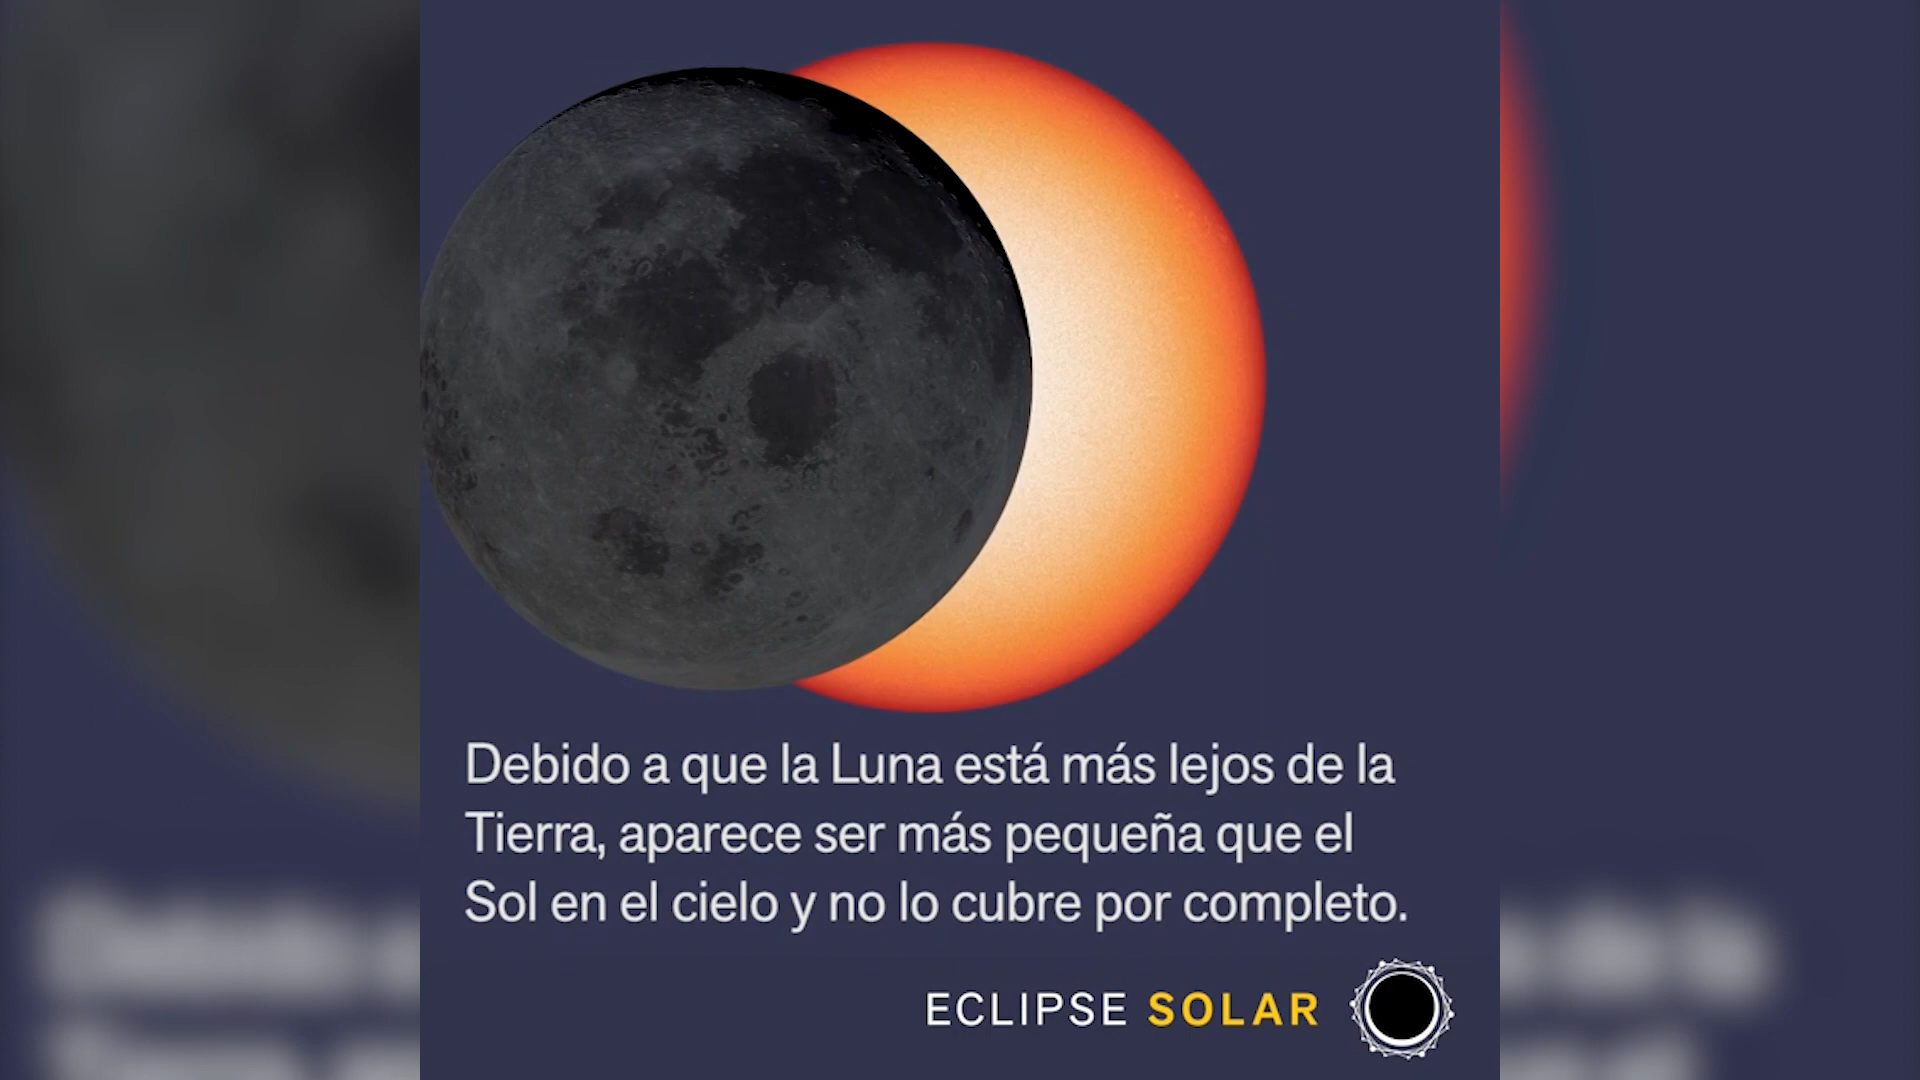 Debido a que la Luna está más lejos de la
Tierra, aparece ser más pequeña que el
Sol en el cielo y no lo cubre por completo.
ECLIPSE SOLAR